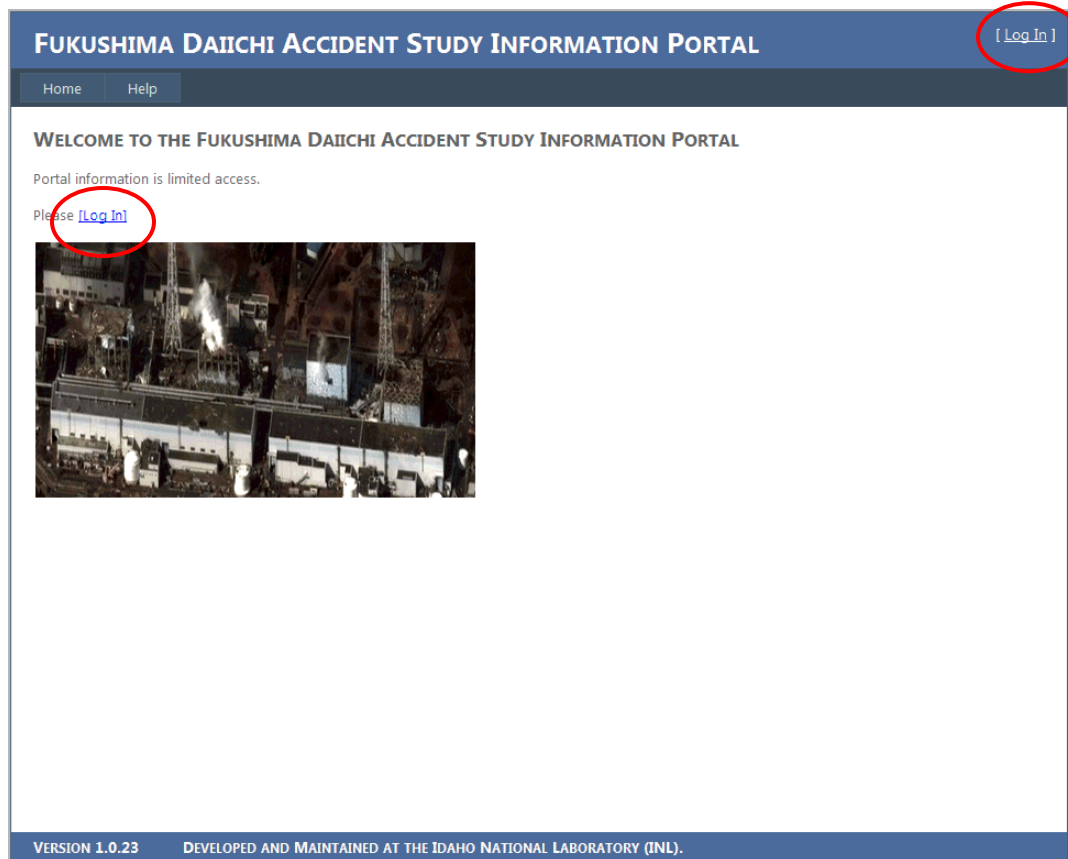 FUKUSHIMA DAIICHI ACCIDENT STUDY INFORMATION PORTAL
[ Log In ]
Home Help
WELCOME TO THE FUKUSHIMA DAIICHI ACCIDENT STUDY INFORMATION PORTAL
Portal information is limited access.
Please [Log In]
VERSION 1.0.23 DEVELOPED AND MAINTAINED AT THE IDAHO NATIONAL LABORATORY (INL).